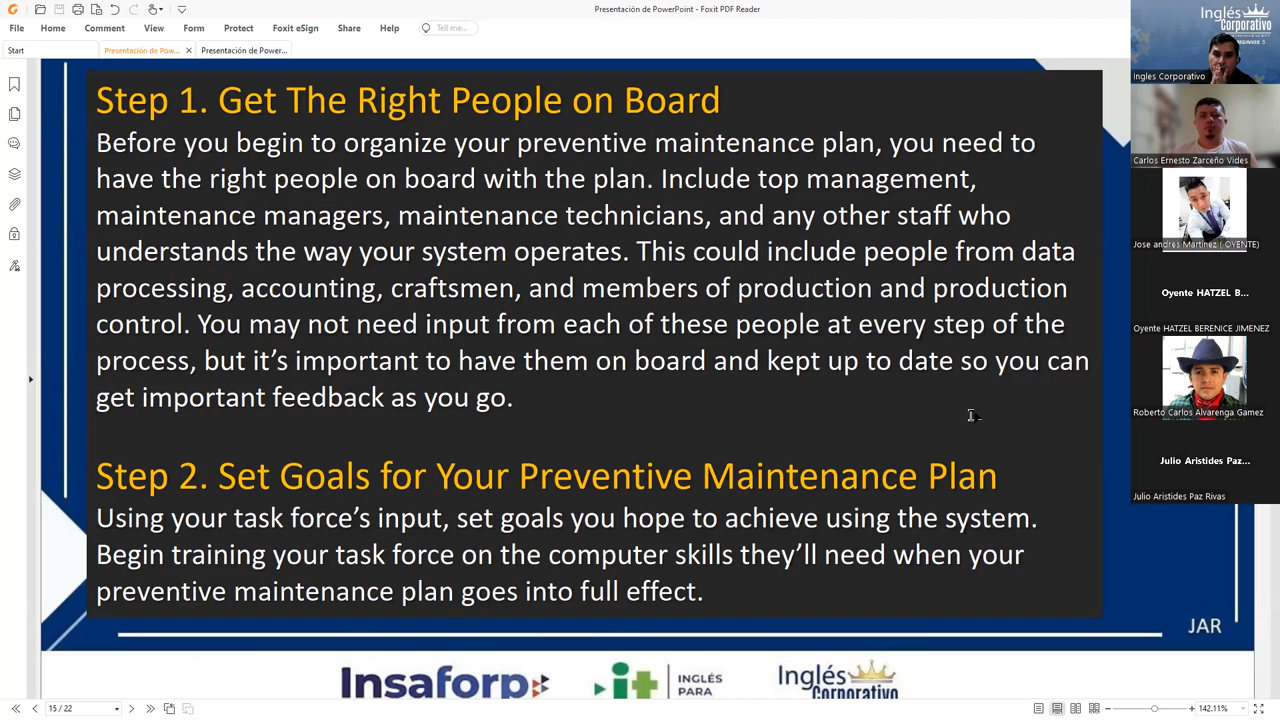 Presentación de PowerPoint - Foxit PDF Reader
File Home Comment View Form Protect Foxit eSign Share Help Tell me...
Start Presentación de Pow... Presentación de Power...
Step 1. Get The Right People on Board
Before you begin to organize your preventive maintenance plan, you need to
have the right people on board with the plan. Include top management,
maintenance managers, maintenance technicians, and any other staff who
understands the way your system operates. This could include people from data
processing, accounting, craftsmen, and members of production and production
control. You may not need input from each of these people at every step of the
process, but it’s important to have them on board and kept up to date so you can
get important feedback as you go.
Step 2. Set Goals for Your Preventive Maintenance Plan
Using your task force’s input, set goals you hope to achieve using the system.
Begin training your task force on the computer skills they’ll need when your
preventive maintenance plan goes into full effect.
JAR
Insaforp
it
INGLÉS
PARA
Inglés
Corporativo
15 / 22
142.11%
Inglés
Corporativo
BEGINNER 5
Ingles Corporativo
Carlos Ernesto Zarceño Vides
Jose andres Martinez ( OYENTE)
Oyente HATZEL B...
Oyente HATZEL BERENICE JIMENEZ
Roberto Carlos Alvarenga Gamez
Julio Aristides Paz...
Julio Aristides Paz Rivas